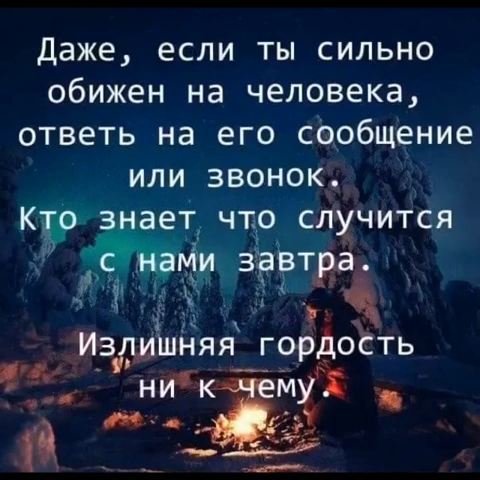 Даже, если ты сильно
обижен на человека,
ответь на его сообщение
или звонок.
Кто знает что случится
с нами завтра.
Излишняя гордость
ни к чему.